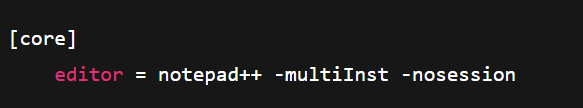 [core]
    editor = notepad++ -multiInst -nosession